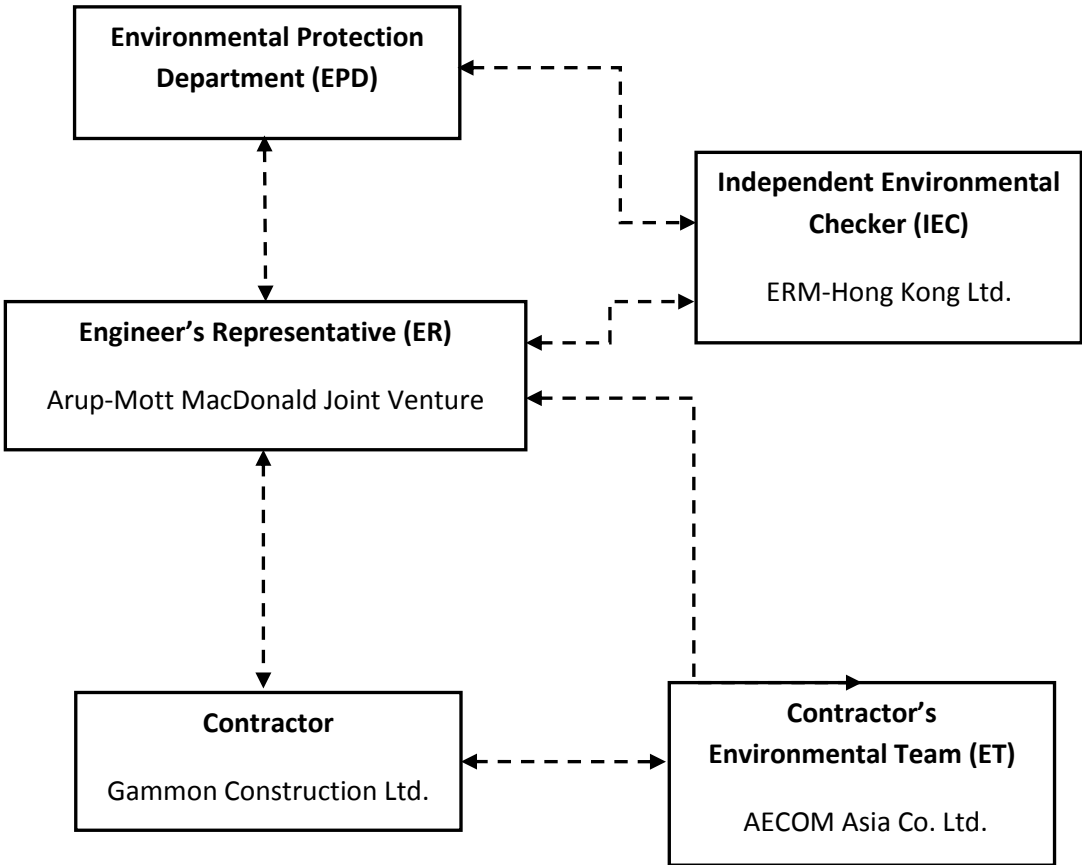 Environmental Protection
Department (EPD)
Independent Environmental
Checker (IEC)
ERM-Hong Kong Ltd.
Engineer’s Representative (ER)
Arup-Mott MacDonald Joint Venture
Contractor
Gammon Construction Ltd.
Contractor’s
Environmental Team (ET)
AECOM Asia Co. Ltd.